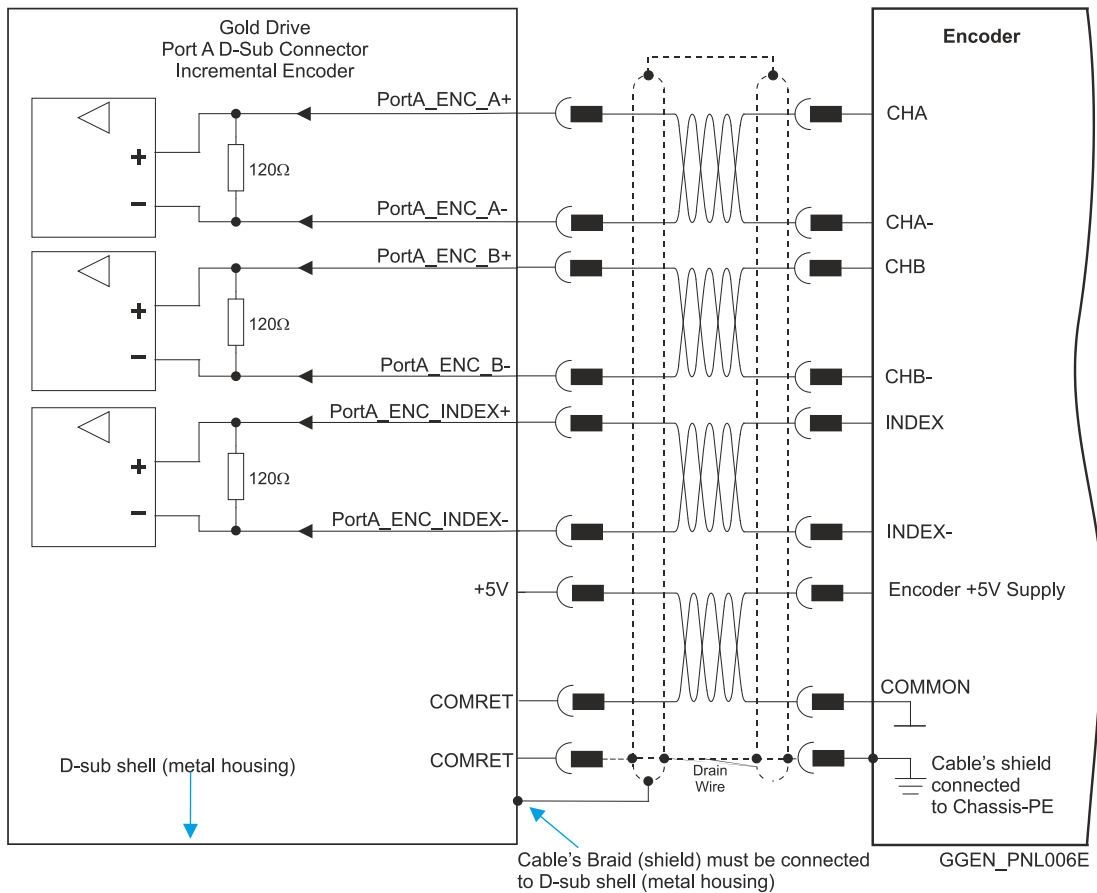 Gold Drive
Port A D-Sub Connector
Incremental Encoder
Encoder
PortA_ENC_A+
CHA
+
120Ω
−
PortA_ENC_A-
CHA-
PortA_ENC_B+
CHB
+
120Ω
−
PortA_ENC_B-
CHB-
PortA_ENC_INDEX+
INDEX
+
120Ω
−
PortA_ENC_INDEX-
INDEX-
+5V
Encoder +5V Supply
COMRET
COMMON
COMRET
D-sub shell (metal housing)
Drain
Wire
Cable's shield
connected
to Chassis-PE
Cable's Braid (shield) must be connected
to D-sub shell (metal housing)
GGEN_PNL006E